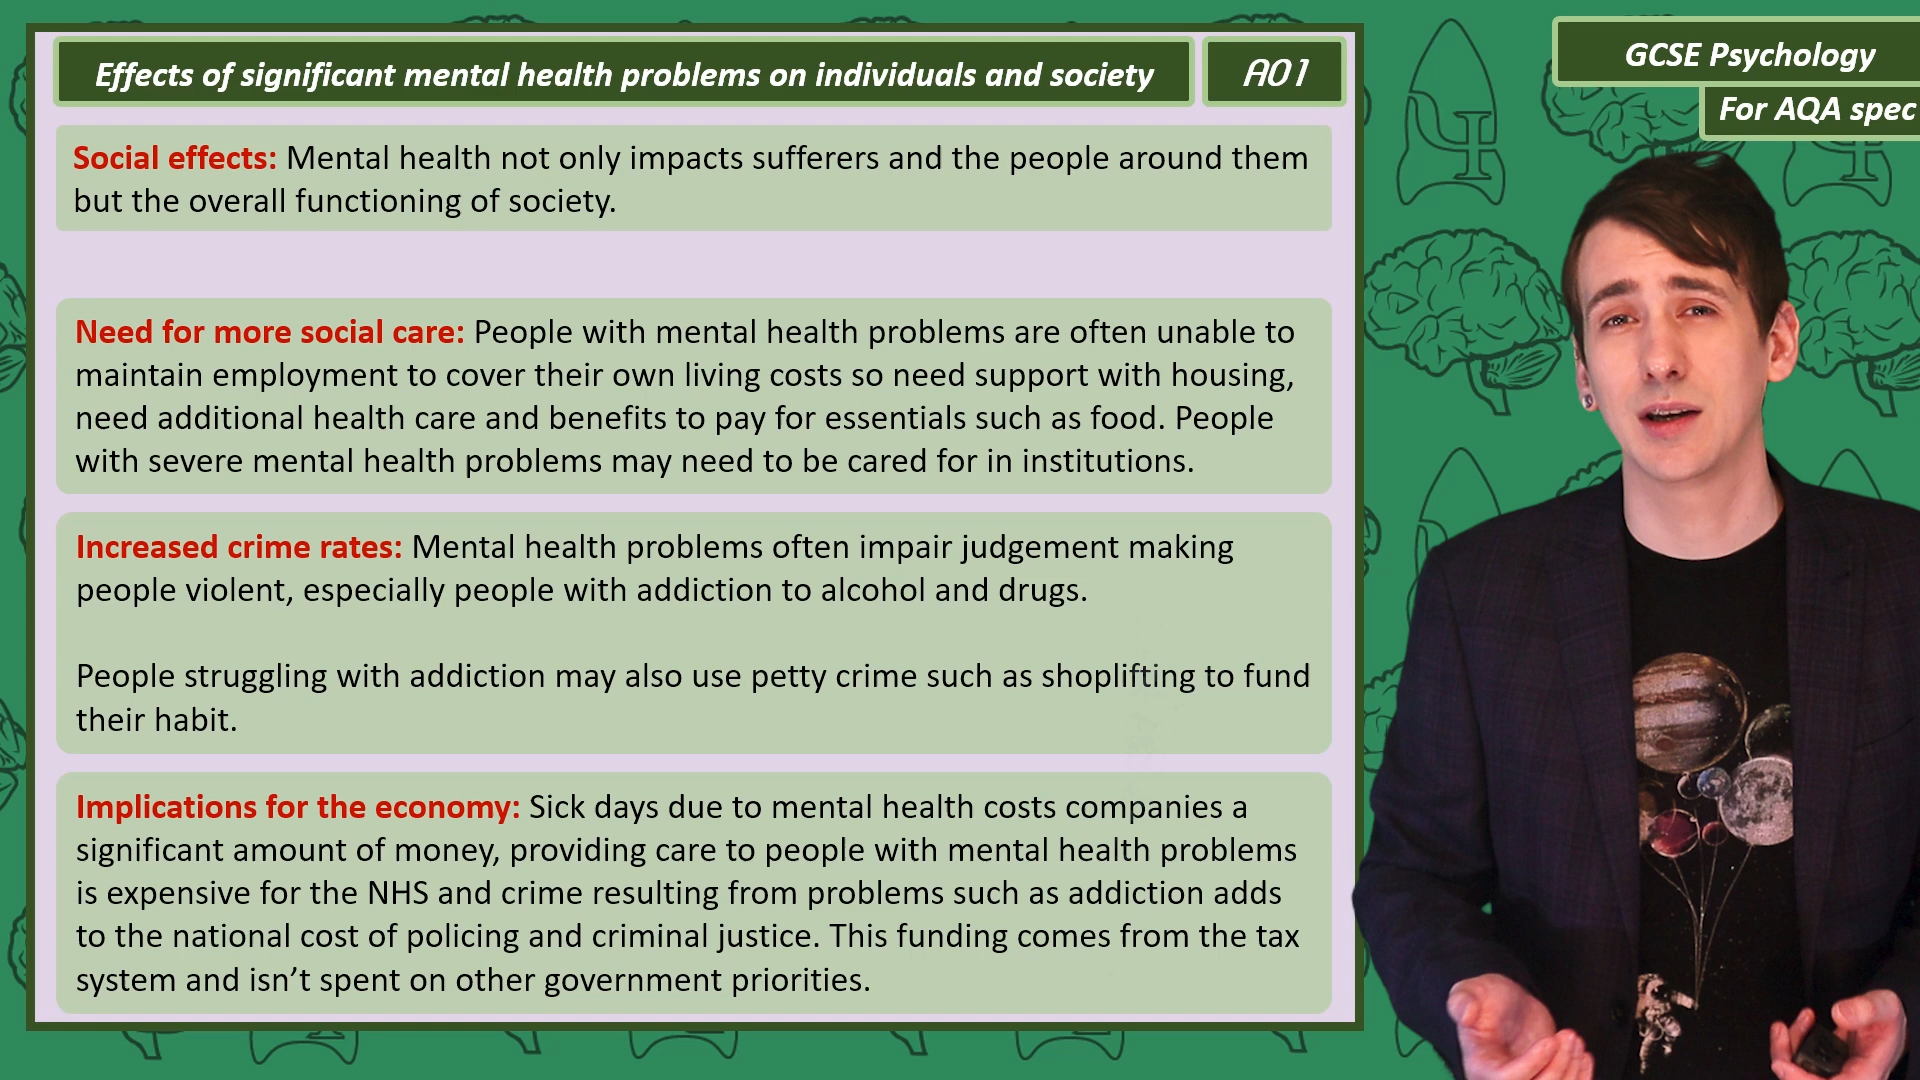 Effects of significant mental health problems on individuals and society
AO1
GCSE Psychology
For AQA spec
Social effects: Mental health not only impacts sufferers and the people around them
but the overall functioning of society.
Need for more social care: People with mental health problems are often unable to
maintain employment to cover their own living costs so need support with housing,
need additional health care and benefits to pay for essentials such as food. People
with severe mental health problems may need to be cared for in institutions.
Increased crime rates: Mental health problems often impair judgement making
people violent, especially people with addiction to alcohol and drugs.
People struggling with addiction may also use petty crime such as shoplifting to fund
their habit.
Implications for the economy: Sick days due to mental health costs companies a
significant amount of money, providing care to people with mental health problems
is expensive for the NHS and crime resulting from problems such as addiction adds
to the national cost of policing and criminal justice. This funding comes from the tax
system and isn’t spent on other government priorities.